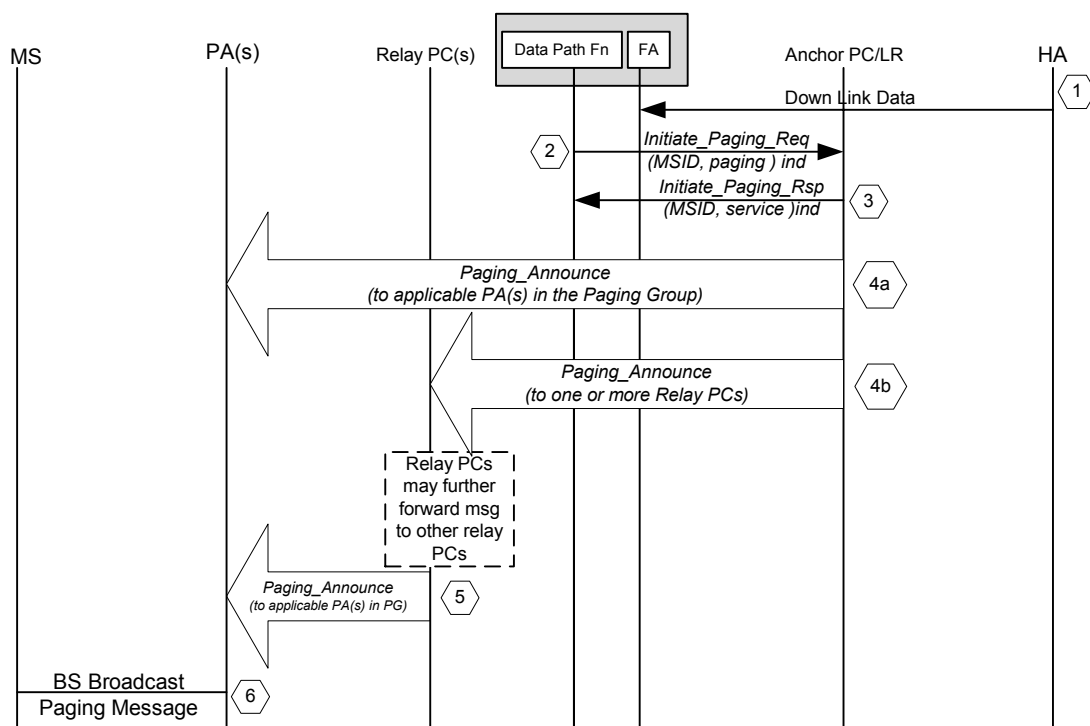 MS
PA(s)
Relay PC(s)
Data Path Fn
FA
Anchor PC/LR
HA
1
Down Link Data
2
Initiate_Paging_Req
(MSID, paging ) ind
Initiate_Paging_Rsp
(MSID, service )ind
3
Paging_Announce
(to applicable PA(s) in the Paging Group)
4a
Paging_Announce
(to one or more Relay PCs)
4b
Relay PCs
may further
forward msg
to other relay
PCs
Paging_Announce
(to applicable PA(s) in PG)
5
BS Broadcast
Paging Message
6